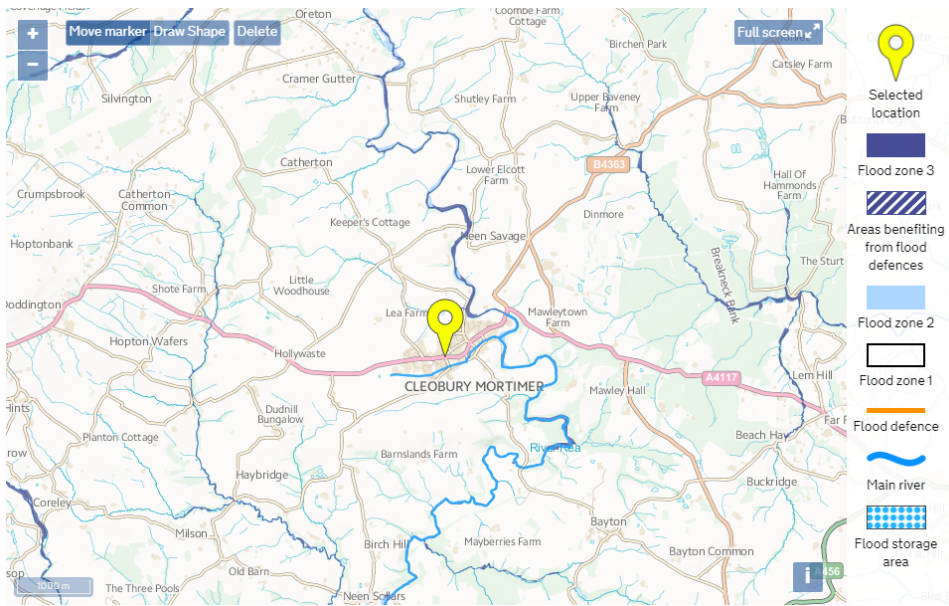 Oreton
Coombe Farm
Cottage
+
Move marker
Draw Shape
Delete
Full screen
Birchen Park
−
Catsley Farm
Cramer Gutter
Silvington
Shutley Farm
Upper Baveney
Farm
Selected
location
Catherton
Lower Elcott
Farm
B4363
Flood zone 3
Crumpsbrook
Catherton
Common
Hall Of
Hammonds
Farm
Keeper's Cottage
Dinmore
Areas benefiting
from flood
defences
Hoptonbank
Neen Savage
Breakneck Bank
The Sturt
Little
Woodhouse
Shote Farm
Doddington
Lea Farm
Mawleytown
Farm
Flood zone 2
Hopton Wafers
Hollywaste
CLEOBURY MORTIMER
A4117
Lem Hill
Flood zone 1
Mawley Hall
Hints
Dudnill
Bungalow
Far F
Flood defence
Planton Cottage
Beach Hay
row
Barnslands Farm
River Rea
Haybridge
Buckridge
Main river
Coreley
Milson
Bayton
Birch Hill
Mayberries Farm
Bayton Common
Flood storage
area
sop
Old Barn
i
A456
1000 m
The Three Pools
Neen Sollars